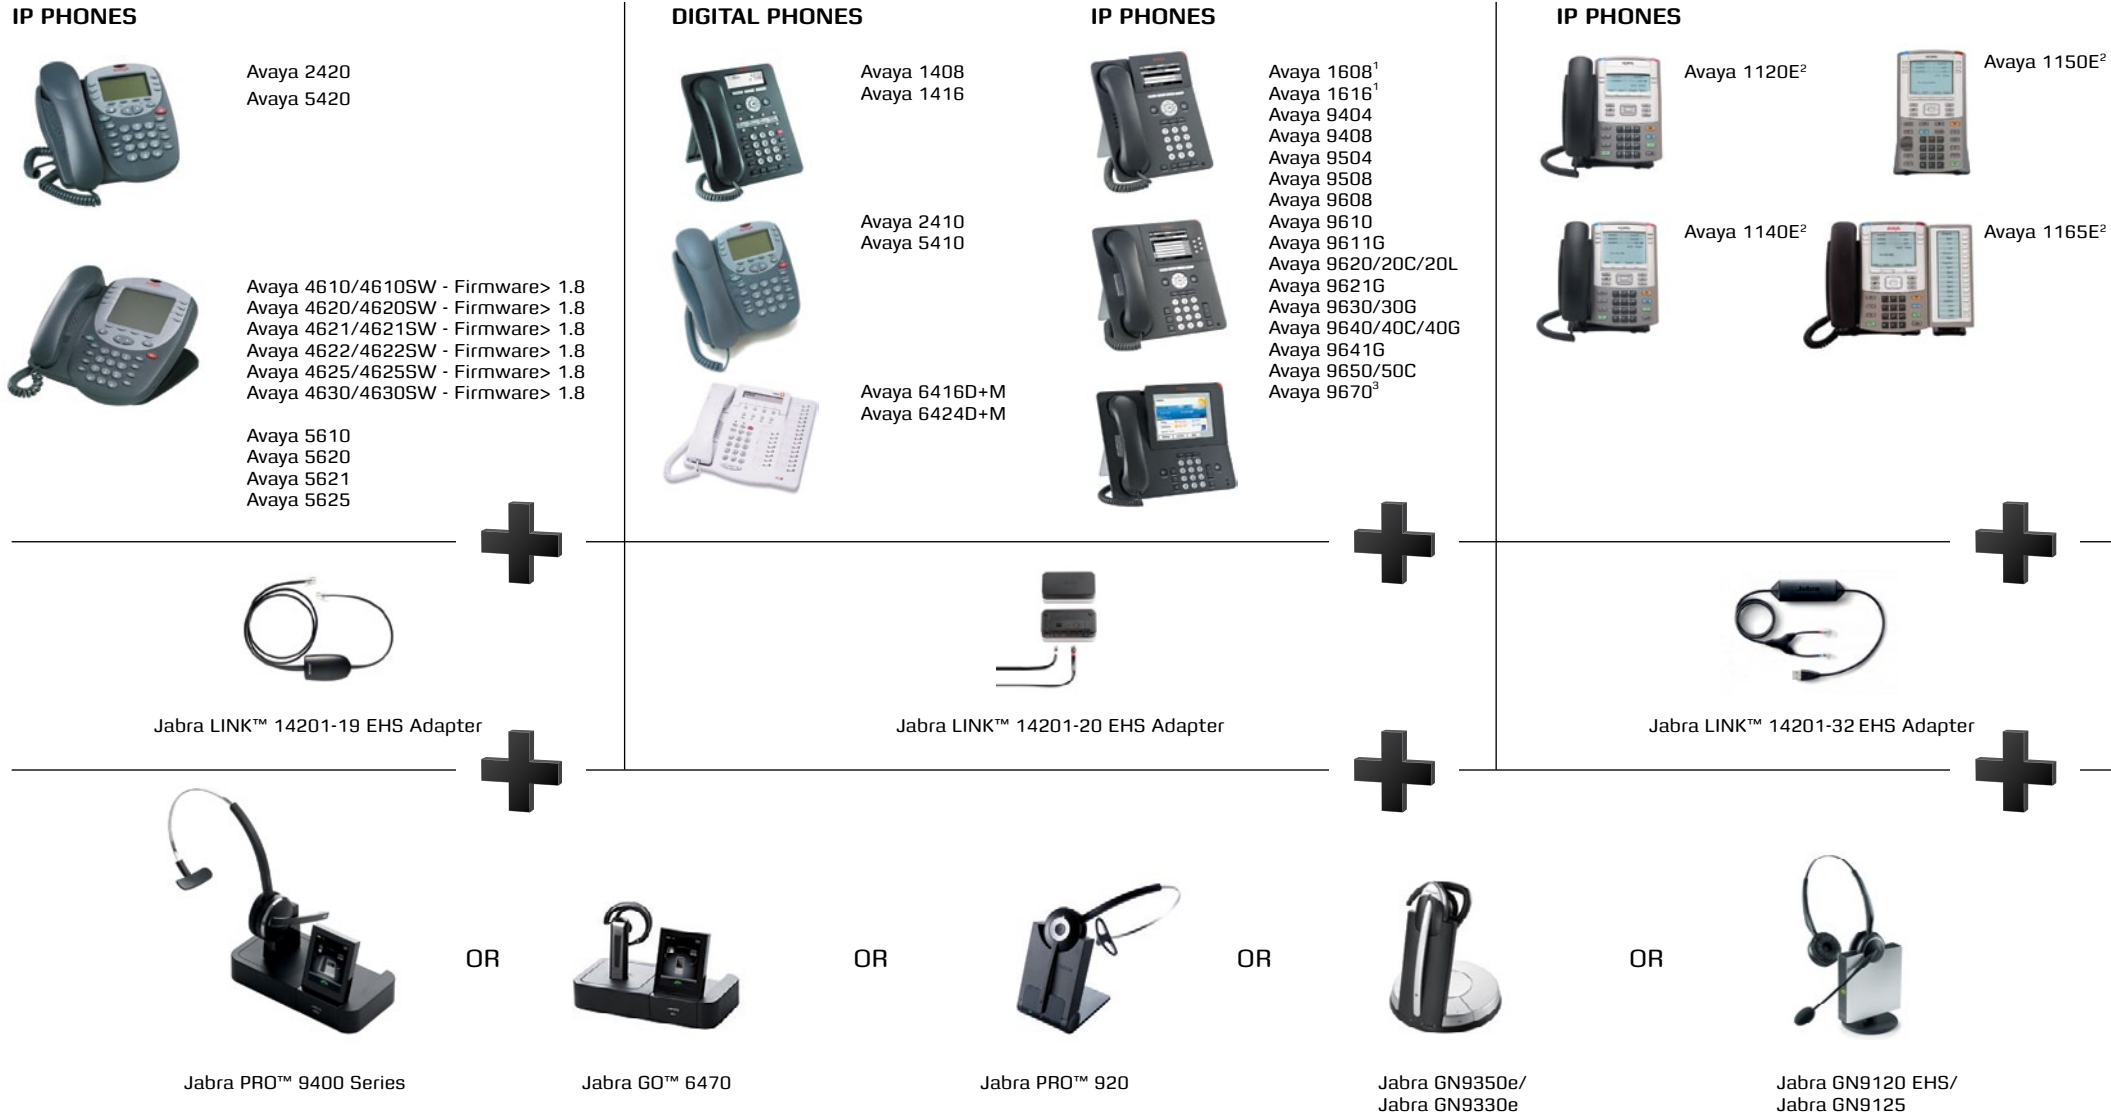 IP PHONES
Avaya 2420
Avaya 5420
Avaya 4610/4610SW - Firmware> 1.8
Avaya 4620/4620SW - Firmware> 1.8
Avaya 4621/4621SW - Firmware> 1.8
Avaya 4622/4622SW - Firmware> 1.8
Avaya 4625/4625SW - Firmware> 1.8
Avaya 4630/4630SW - Firmware> 1.8
Avaya 5610
Avaya 5620
Avaya 5621
Avaya 5625
DIGITAL PHONES
Avaya 1408
Avaya 1416
Avaya 2410
Avaya 5410
Avaya 6416D+M
Avaya 6424D+M
IP PHONES
Avaya 1608¹
Avaya 1616¹
Avaya 9404
Avaya 9408
Avaya 9504
Avaya 9508
Avaya 9608
Avaya 9610
Avaya 9611G
Avaya 9620/20C/20L
Avaya 9621G
Avaya 9630/30G
Avaya 9640/40C/40G
Avaya 9641G
Avaya 9650/50C
Avaya 9670³
IP PHONES
Avaya 1120E²
Avaya 1150E²
Avaya 1140E²
Avaya 1165E²
Jabra LINK™ 14201-19 EHS Adapter
Jabra LINK™ 14201-20 EHS Adapter
Jabra
Jabra LINK™ 14201-32 EHS Adapter
OR
OR
OR
OR
Jabra PRO™ 9400 Series
Jabra GO™ 6470
Jabra PRO™ 920
Jabra GN9350e/
Jabra GN9330e
Jabra GN9120 EHS/
Jabra GN9125